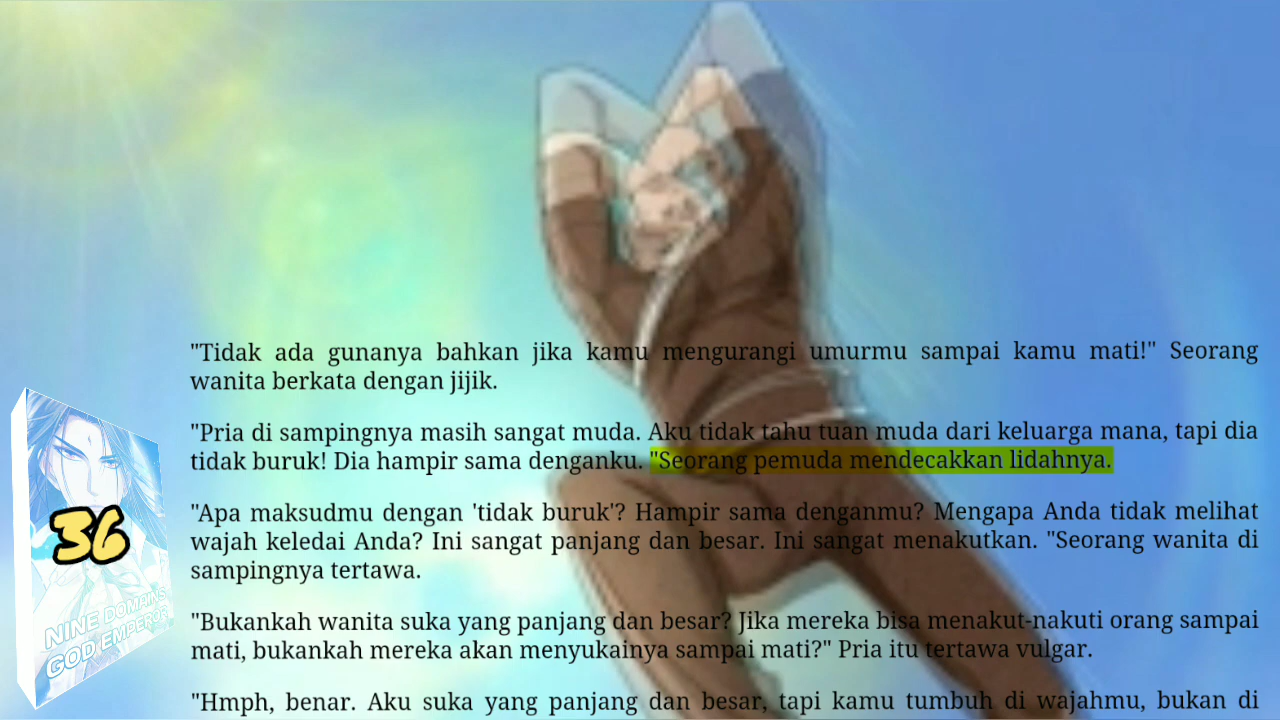 "Tidak ada gunanya bahkan jika kamu mengurangi umurmu sampai kamu mati!" Seorang
wanita berkata dengan jijik.
"Pria di sampingnya masih sangat muda. Aku tidak tahu tuan muda dari keluarga mana, tapi dia
tidak buruk! Dia hampir sama denganku. "Seorang pemuda mendecakkan lidahnya.
"Apa maksudmu dengan 'tidak buruk'? Hampir sama denganmu? Mengapa Anda tidak melihat
wajah keledai Anda? Ini sangat panjang dan besar. Ini sangat menakutkan. "Seorang wanita di
sampingnya tertawa.
"Bukankah wanita suka yang panjang dan besar? Jika mereka bisa menakut-nakuti orang sampai
mati, bukankah mereka akan menyukainya sampai mati?" Pria itu tertawa vulgar.
"Hmph, benar. Aku suka yang panjang dan besar, tapi kamu tumbuh di wajahmu, bukan di
36
NINE DOMAINS
GOD EMPEROR